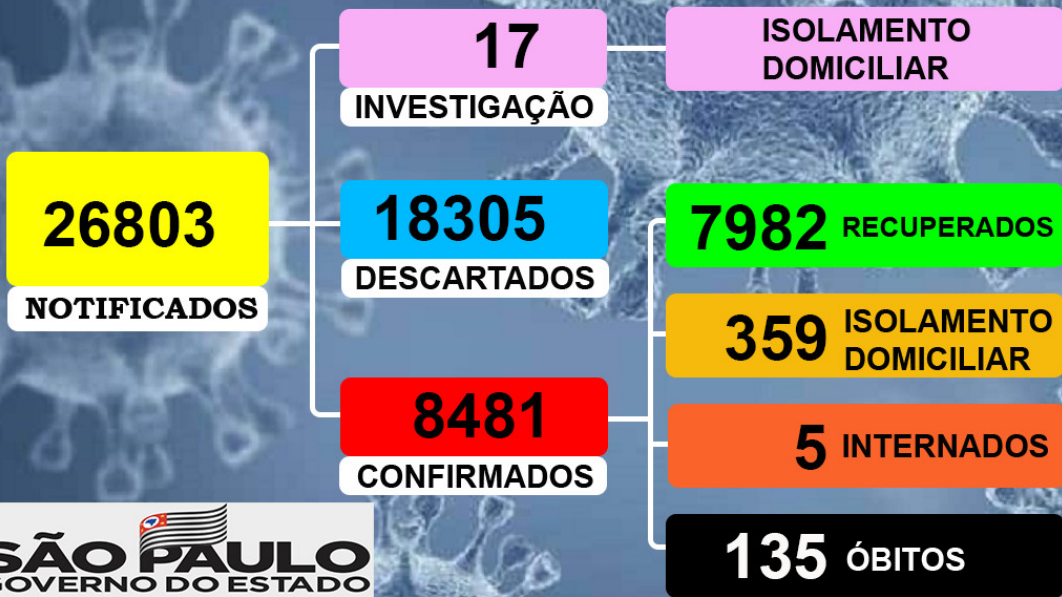 26803
NOTIFICADOS
17
INVESTIGAÇÃO
ISOLAMENTO
DOMICILIAR
18305
DESCARTADOS
8481
CONFIRMADOS
7982 RECUPERADOS
359 ISOLAMENTO
DOMICILIAR
5 INTERNADOS
135 ÓBITOS
SÃO PAULO
GOVERNO DO ESTADO